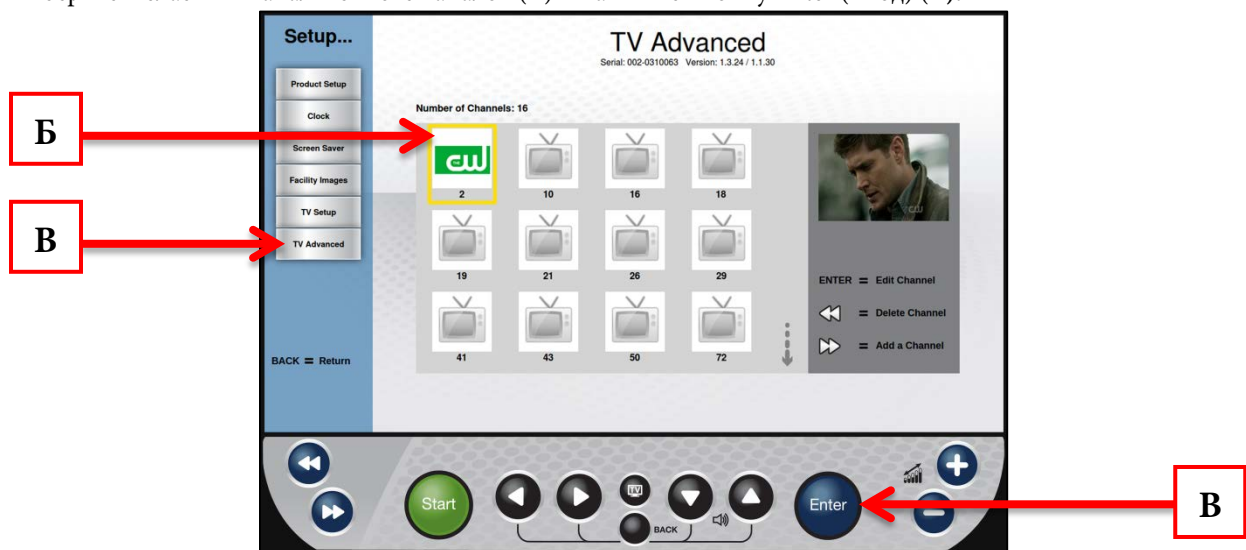 Setup...
TV Advanced
Serial: 002-0310063 Version: 1.3.24 / 1.1.30
Product Setup
Clock
Screen Saver
Facility Images
TV Setup
TV Advanced
BACK = Return
Number of Channels: 16
cw
2
10
16
18
19
21
26
29
41
43
50
72
cw
ENTER = Edit Channel
= Delete Channel
= Add a Channel
Б
В
Start
TV
BACK
Enter
В